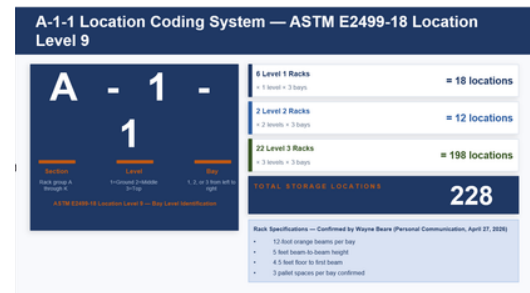 A-1-1 Location Coding System — ASTM E2499-18 Location
Level 9
A - 1 -
1
Section
Level
Bay
Rack group A
through K
1=Ground 2=Middle
3=Top
1, 2, or 3 from left to
right
ASTM E2499-18 Location Level 9 — Bay Level Identification
6 Level 1 Racks
× 1 level × 3 bays
= 18 locations
2 Level 2 Racks
× 2 levels × 3 bays
= 12 locations
22 Level 3 Racks
× 3 levels × 3 bays
= 198 locations
TOTAL STORAGE LOCATIONS
228
Rack Specifications — Confirmed by Wayne Beare (Personal Communication, April 27, 2026)
• 12-foot orange beams per bay
• 5 feet beam-to-beam height
• 4.5 feet floor to first beam
• 3 pallet spaces per bay confirmed